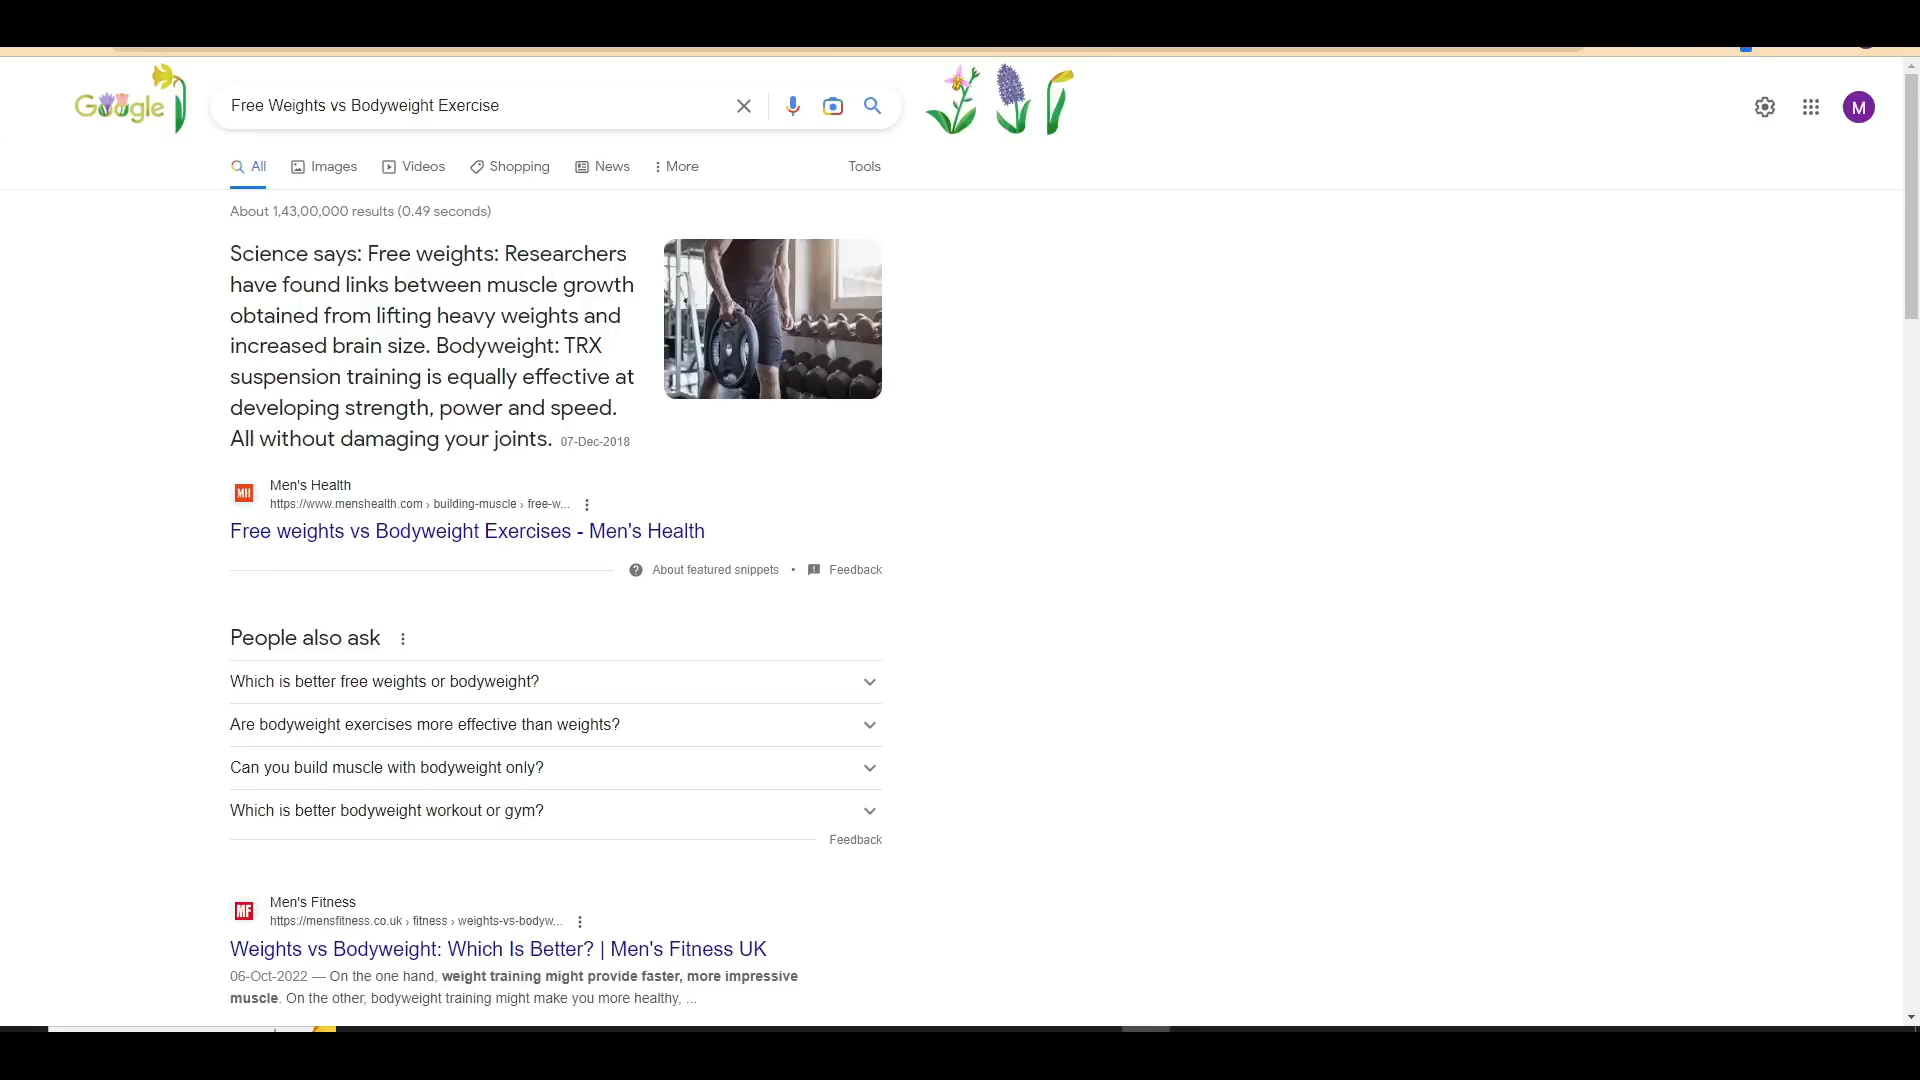 Google
Free Weights vs Bodyweight Exercise
M
All
Images
Videos
Shopping
News
More
Tools
About 1,43,00,000 results (0.49 seconds)
Science says: Free weights: Researchers
have found links between muscle growth
obtained from lifting heavy weights and
increased brain size. Bodyweight: TRX
suspension training is equally effective at
developing strength, power and speed.
All without damaging your joints. 07-Dec-2018
MH
Men's Health
https://www.menshealth.com › building-muscle › free-w...
Free weights vs Bodyweight Exercises - Men's Health
About featured snippets • Feedback
People also ask
Which is better free weights or bodyweight?
Are bodyweight exercises more effective than weights?
Can you build muscle with bodyweight only?
Which is better bodyweight workout or gym?
Feedback
MF
Men's Fitness
https://mensfitness.co.uk › fitness › weights-vs-bodyw...
Weights vs Bodyweight: Which Is Better? | Men's Fitness UK
06-Oct-2022 — On the one hand, weight training might provide faster, more impressive
muscle. On the other, bodyweight training might make you more healthy, ...